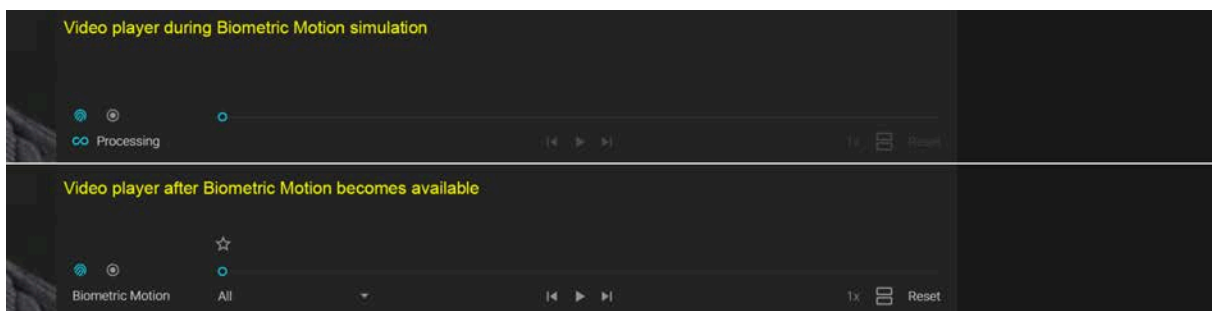 Video player during Biometric Motion simulation
Processing
1x Reset
Video player after Biometric Motion becomes available
Biometric Motion All 1x Reset